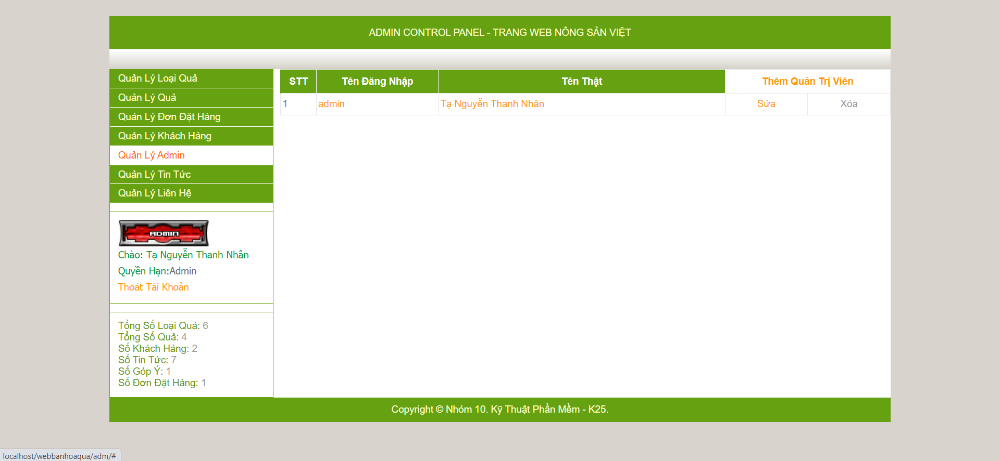 ADMIN CONTROL PANEL - TRANG WEB NÔNG SẢN VIỆT
Quản Lý Loại Quả
Quản Lý Quả
Quản Lý Đơn Đặt Hàng
Quản Lý Khách Hàng
Quản Lý Admin
Quản Lý Tin Tức
Quản Lý Liên Hệ
ADMIN
Chào: Tạ Nguyễn Thanh Nhân
Quyền Hạn:Admin
Thoát Tài Khoản
Tổng Số Loại Quả: 6
Tổng Số Quả: 4
Số Khách Hàng: 2
Số Tin Tức: 7
Số Góp Ý: 1
Số Đơn Đặt Hàng: 1
STT Tên Đăng Nhập Tên Thật Thêm Quản Trị Viên
1 admin Tạ Nguyễn Thanh Nhân Sửa Xóa
Copyright © Nhóm 10. Kỹ Thuật Phần Mềm - K25.
localhost/webbanhoaqua/adm/#